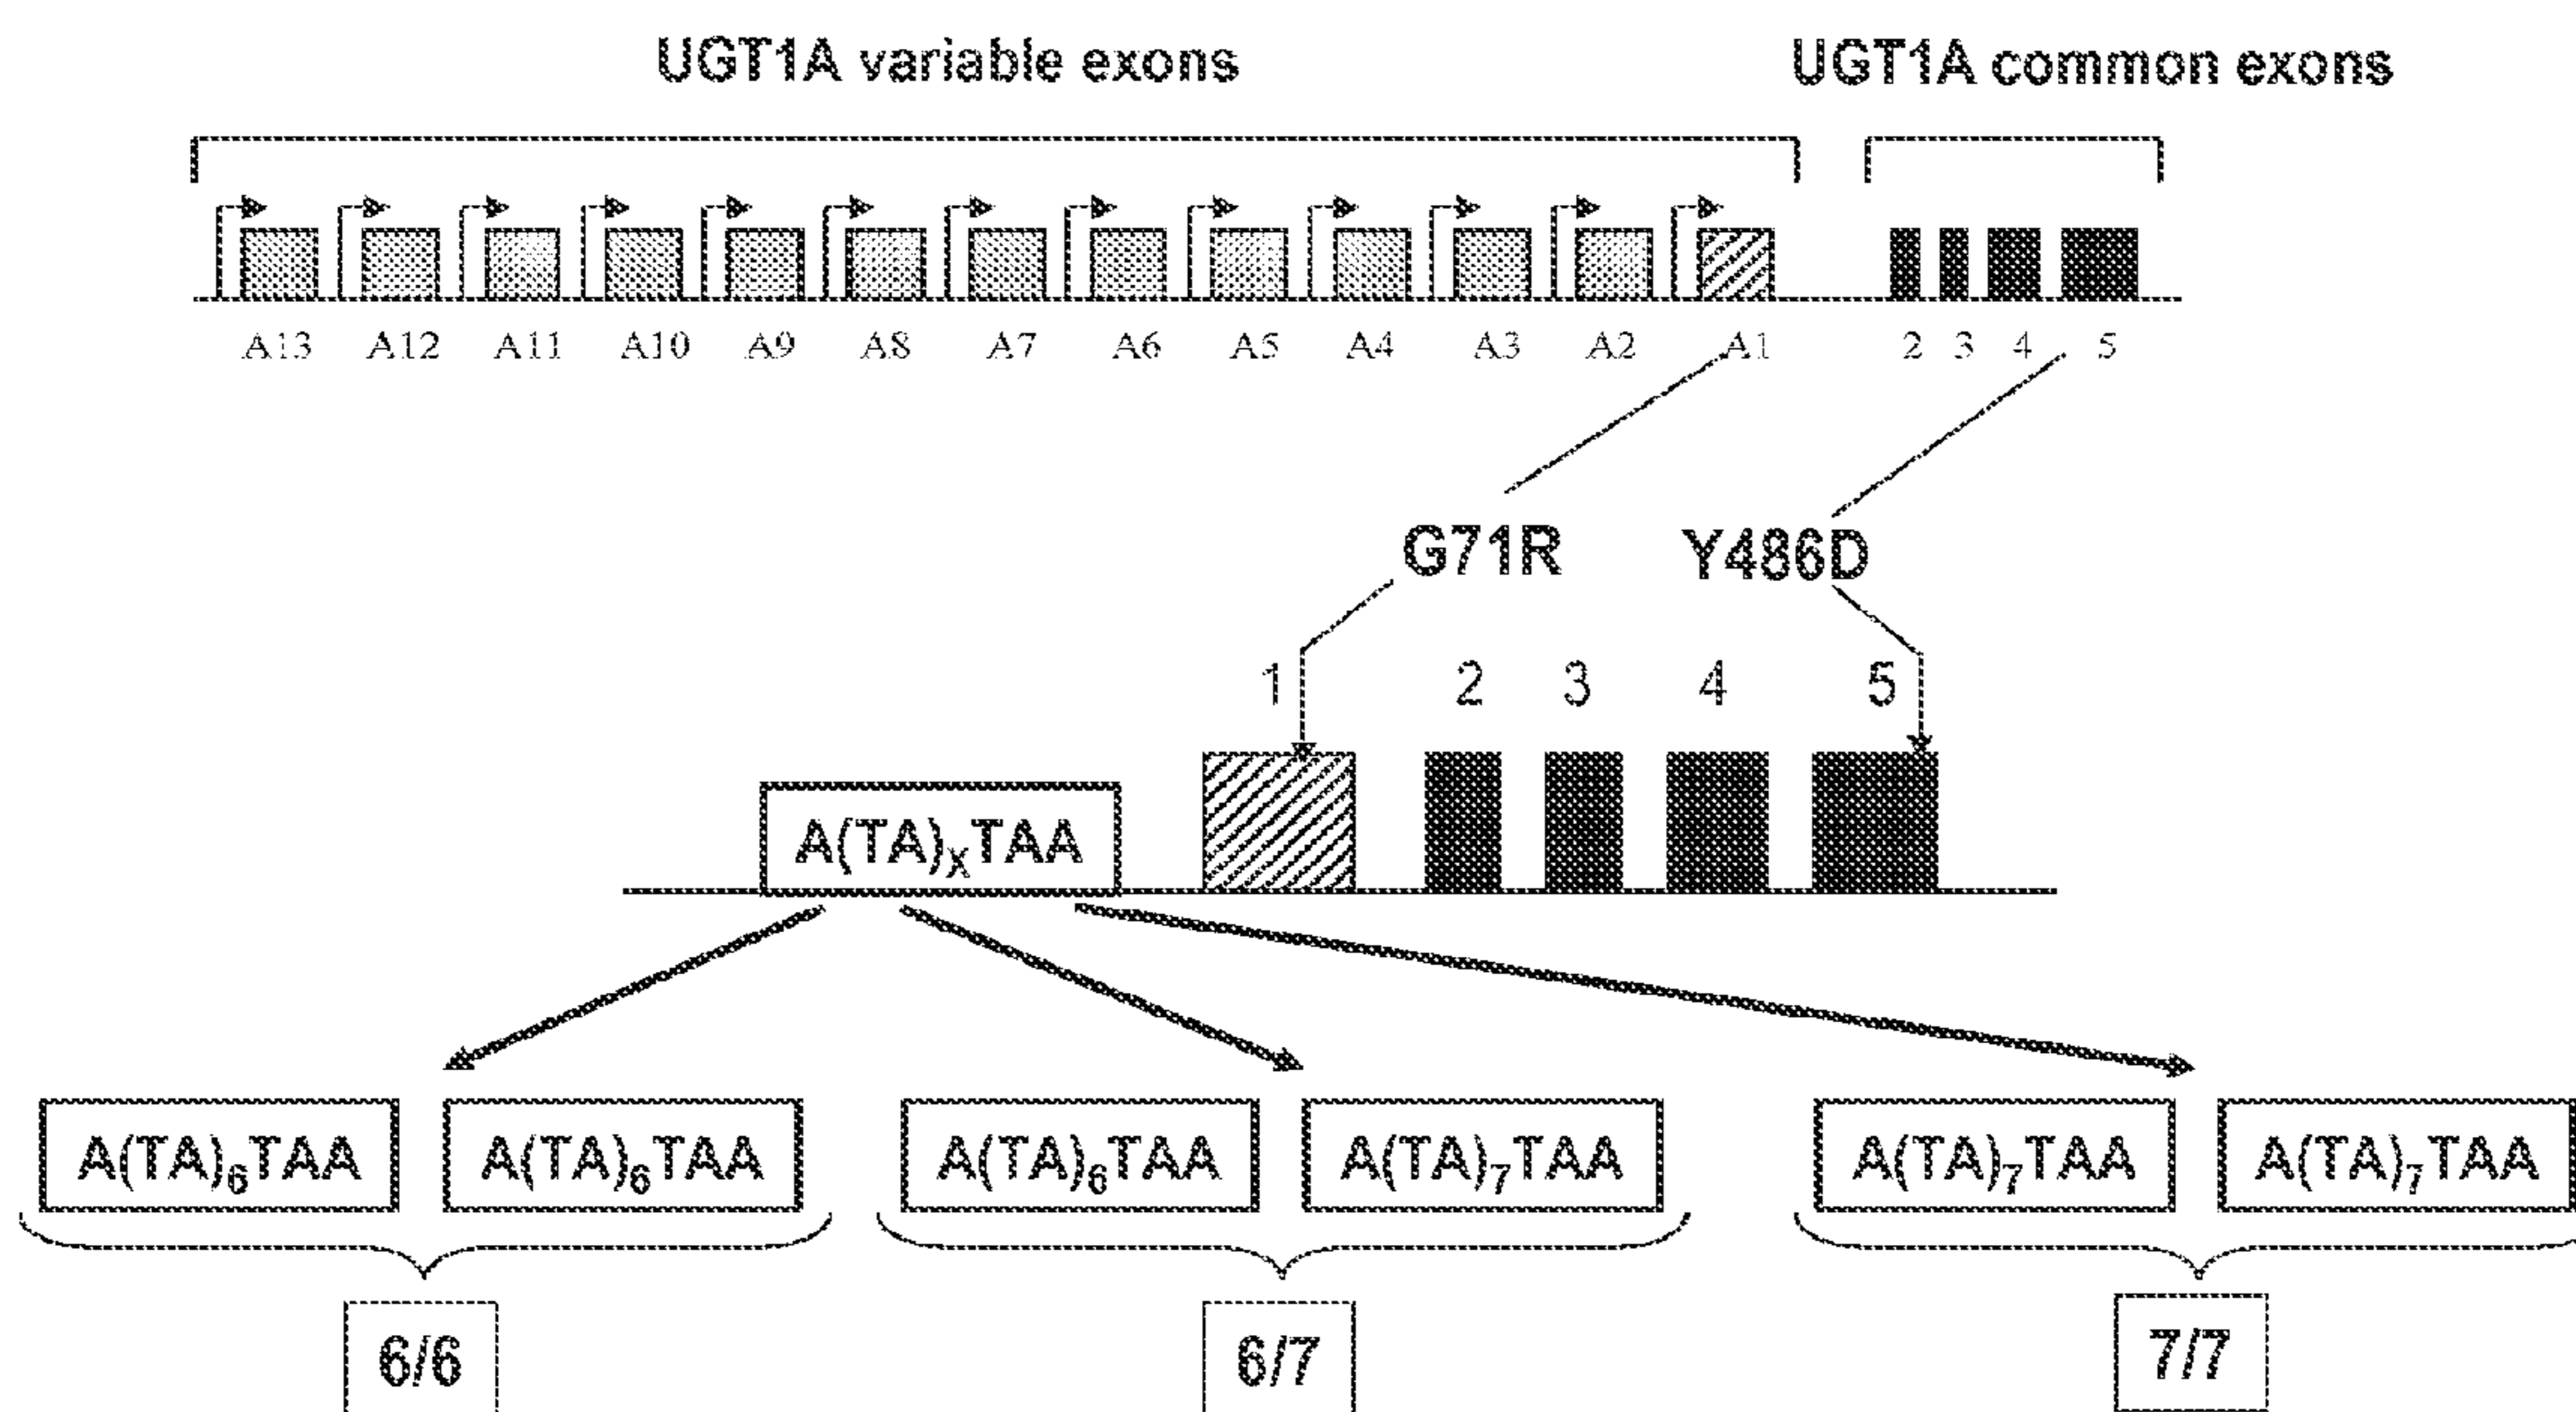 UGT1A variable exons UGT1A common exons
A13 A12 A11 A10 A9 A8 A7 A6 A5 A4 A3 A2 A1 2 3 4 5
G71R Y486D
1 2 3 4 5
A(TA)XTAA
A(TA)6TAA A(TA)6TAA A(TA)6TAA A(TA)7TAA A(TA)7TAA A(TA)7TAA
6/6 6/7 7/7